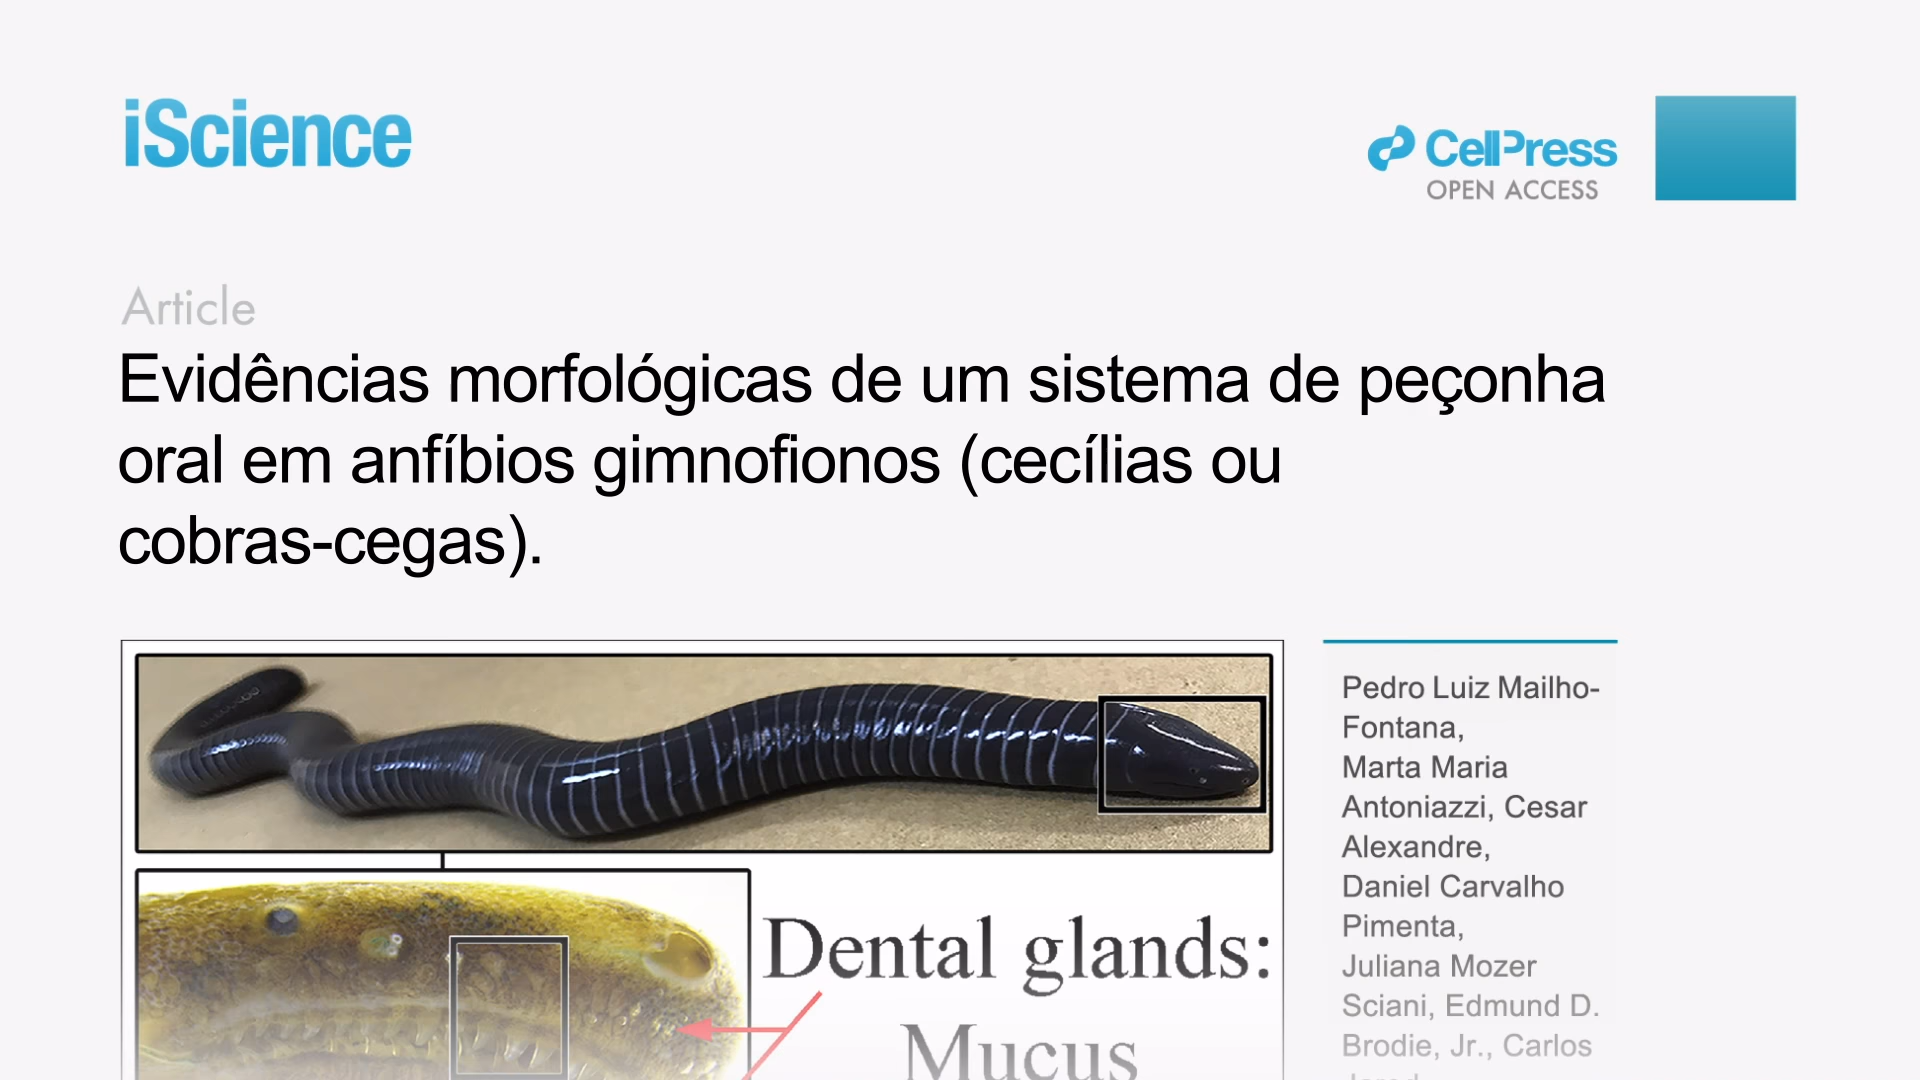 iScience
CellPress
OPEN ACCESS
Article
Evidências morfológicas de um sistema de peçonha
oral em anfíbios gimnofionos (cecílias ou
cobras-cegas).
Dental glands:
Mucus
Pedro Luiz Mailho-
Fontana,
Marta Maria
Antoniazzi, Cesar
Alexandre,
Daniel Carvalho
Pimenta,
Juliana Mozer
Sciani, Edmund D.
Brodie, Jr., Carlos